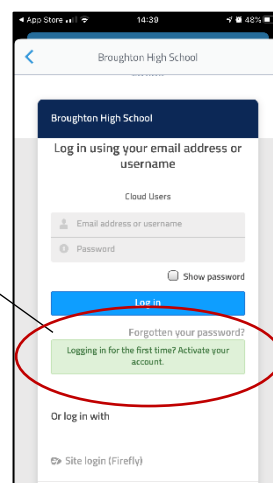 App Store 14:39 48%
Broughton High School
Broughton High School
Log in using your email address or
username
Cloud Users
Email address or username
Password
Show password
Log in
Forgotten your password?
Logging in for the first time? Activate your
account.
Or log in with
Site login (Firefly)